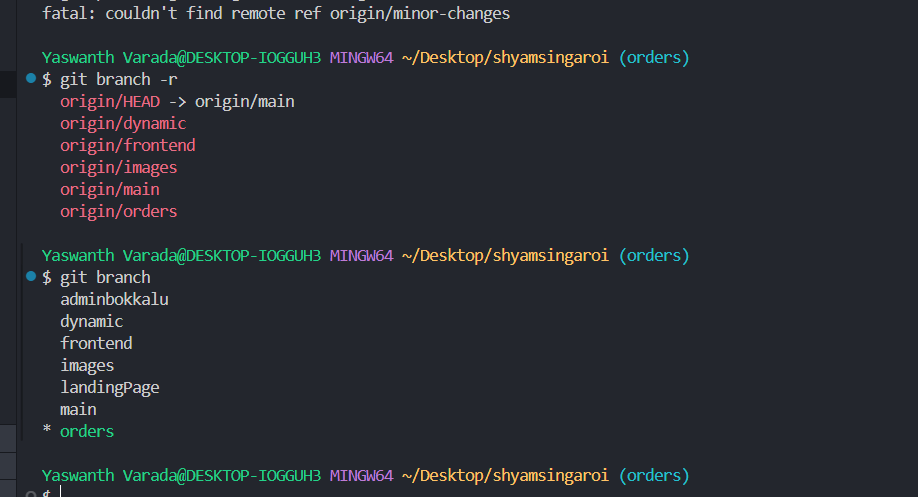 fatal: couldn't find remote ref origin/minor-changes
Yaswanth Varada@DESKTOP-IOGGUH3 MINGW64 ~/Desktop/shyamsingaroi (orders)
$ git branch -r
origin/HEAD -> origin/main
origin/dynamic
origin/frontend
origin/images
origin/main
origin/orders
Yaswanth Varada@DESKTOP-IOGGUH3 MINGW64 ~/Desktop/shyamsingaroi (orders)
$ git branch
adminbokkalu
dynamic
frontend
images
landingPage
main
* orders
Yaswanth Varada@DESKTOP-IOGGUH3 MINGW64 ~/Desktop/shyamsingaroi (orders)
$